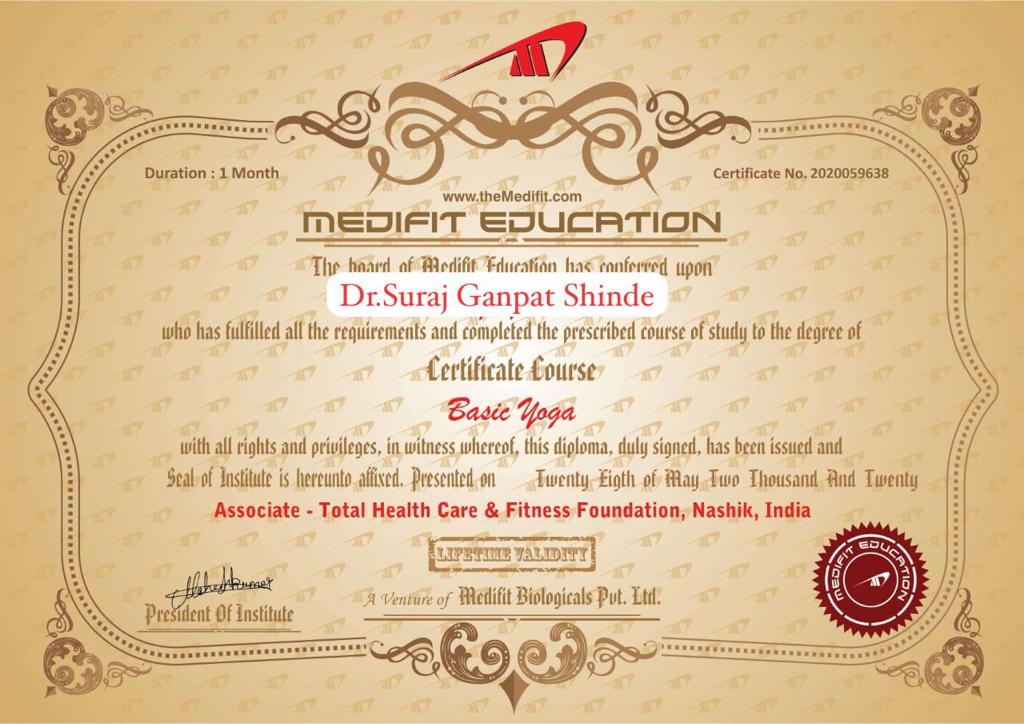 Duration : 1 Month
Certificate No. 2020059638
www.theMedifit.com
MEDIFIT EDUCATION
The board of Medifit Education has conferred upon
Dr.Suraj Ganpat Shinde
who has fulfilled all the requirements and completed the prescribed course of study to the degree of
Certificate Course
Basic Yoga
with all rights and privileges, in witness whereof, this diploma, duly signed, has been issued and
Seal of Institute is hereunto affixed. Presented on Twenty Eigth of May Two Thousand And Twenty
Associate - Total Health Care & Fitness Foundation, Nashik, India
LIFETIME VALIDITY
MEDIFIT EDUCATION
President Of Institute
A Venture of Medifit Biologicals Pvt. Ltd.